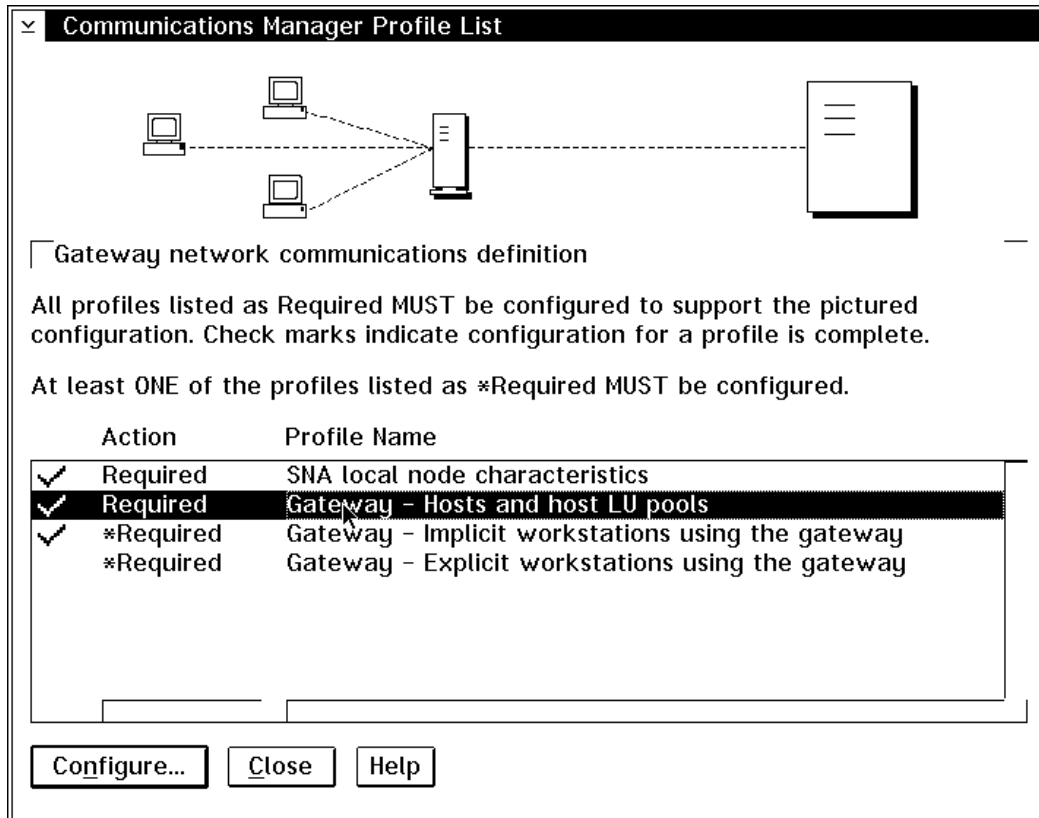 Communications Manager Profile List
Gateway network communications definition
All profiles listed as Required MUST be configured to support the pictured
configuration. Check marks indicate configuration for a profile is complete.
At least ONE of the profiles listed as *Required MUST be configured.
Action Profile Name
Required SNA local node characteristics
Required Gateway - Hosts and host LU pools
*Required Gateway - Implicit workstations using the gateway
*Required Gateway - Explicit workstations using the gateway
Configure... Close Help